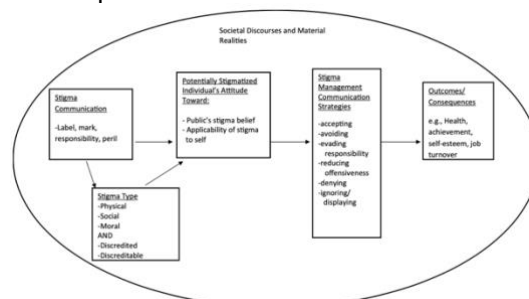 Societal Discourses and Material
Realities
Stigma
Communication
-Label, mark,
responsibility, peril
Stigma Type
-Physical
-Social
-Moral
AND
-Discredited
-Discreditable
Potentially Stigmatized
Individual's Attitude
Toward:
- Public's stigma belief
- Applicability of stigma
to self
Stigma
Management
Communication
Strategies
-accepting
-avoiding
-evading
responsibility
-reducing
offensiveness
-denying
-ignoring/
displaying
Outcomes/
Consequences
e.g., Health,
achievement,
self-esteem, job
turnover